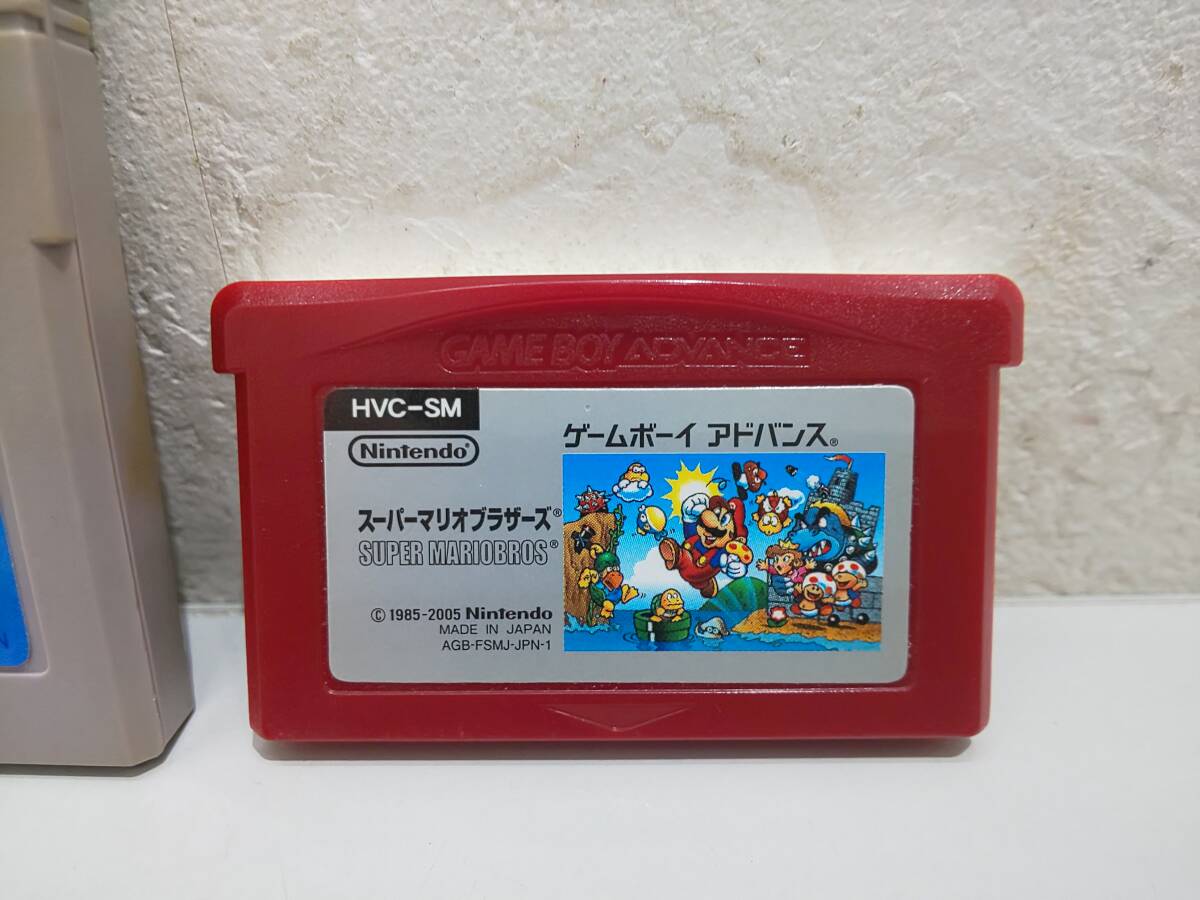 GAME BOY ADVANCE
HVC-SM
Nintendo
ゲームボーイ アドバンス®
スーパーマリオブラザーズ®
SUPER MARIOBROS®
© 1985-2005 Nintendo
MADE IN JAPAN
AGB-FSMJ-JPN-1
N